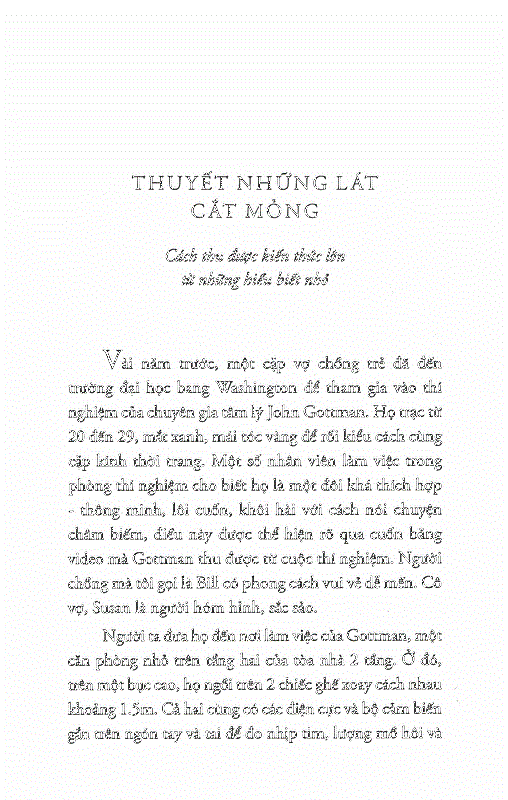 THUYẾT NHỮNG LÁT
CẮT MỎNG
Cách thu được kiến thức lớn
từ những hiểu biết nhỏ
Vài năm trước, một cặp vợ chồng trẻ đã đến
trường đại học bang Washington để tham gia vào thí
nghiệm của chuyên gia tâm lý John Gottman. Họ trạc từ
20 đến 29, mắt xanh, mái tóc vàng để rối kiểu cách cùng
cặp kính thời trang. Một số nhân viên làm việc trong
phòng thí nghiệm cho biết họ là một đôi khá thích hợp
- thông minh, lôi cuốn, khôi hài với cách nói chuyện
châm biếm, điều này được thể hiện rõ qua cuốn băng
video mà Gottman thu được từ cuộc thí nghiệm. Người
chồng mà tôi gọi là Bill có phong cách vui vẻ dễ mến. Cô
vợ, Susan là người hóm hỉnh, sắc sảo.
Người ta đưa họ đến nơi làm việc của Gottman, một
căn phòng nhỏ trên tầng hai của tòa nhà 2 tầng. Ở đó,
trên một bục cao, họ ngồi trên 2 chiếc ghế xoay cách nhau
khoảng 1.5m. Cả hai cùng có các điện cực và bộ cảm biến
gắn trên ngón tay và tai để đo nhịp tim, lượng mồ hôi và